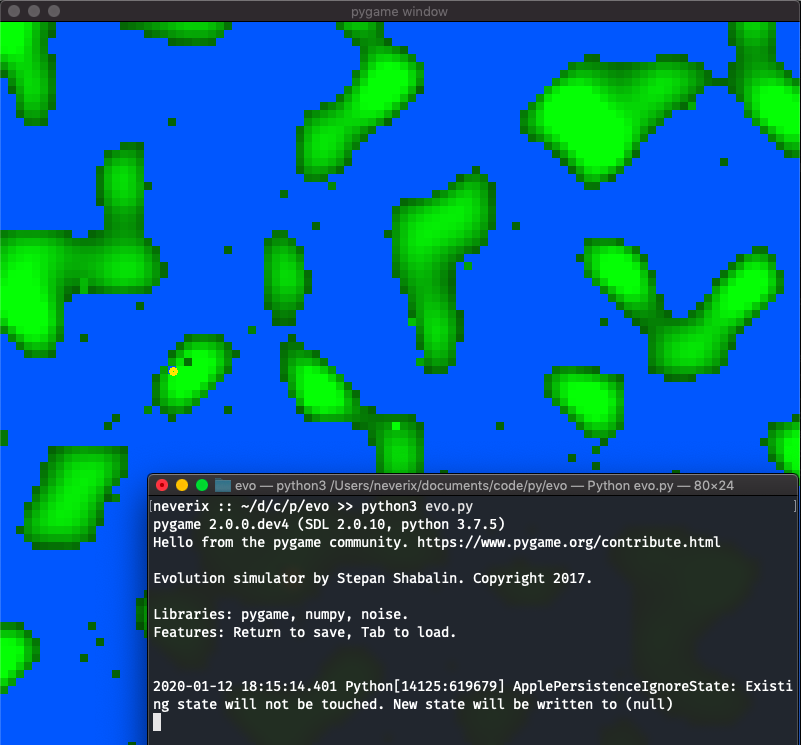 pygame window
evo — python3 /Users/neverix/documents/code/py/evo — Python evo.py — 80×24
[neverix :: ~/d/c/p/evo >> python3 evo.py ]
pygame 2.0.0.dev4 (SDL 2.0.10, python 3.7.5)
Hello from the pygame community. https://www.pygame.org/contribute.html
Evolution simulator by Stepan Shabalin. Copyright 2017.
Libraries: pygame, numpy, noise.
Features: Return to save, Tab to load.
2020-01-12 18:15:14.401 Python[14125:619679] ApplePersistenceIgnoreState: Existi
ng state will not be touched. New state will be written to (null)